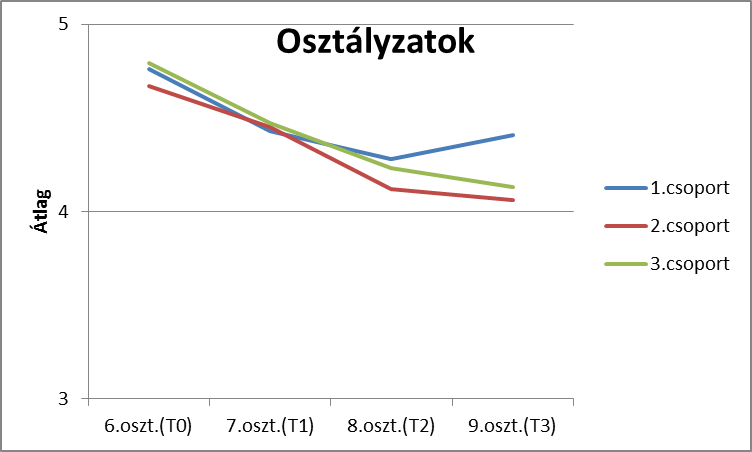 Osztályzatok
5
4
3
Átlag
6.oszt.(T0)
7.oszt.(T1)
8.oszt.(T2)
9.oszt.(T3)
1.csoport
2.csoport
3.csoport